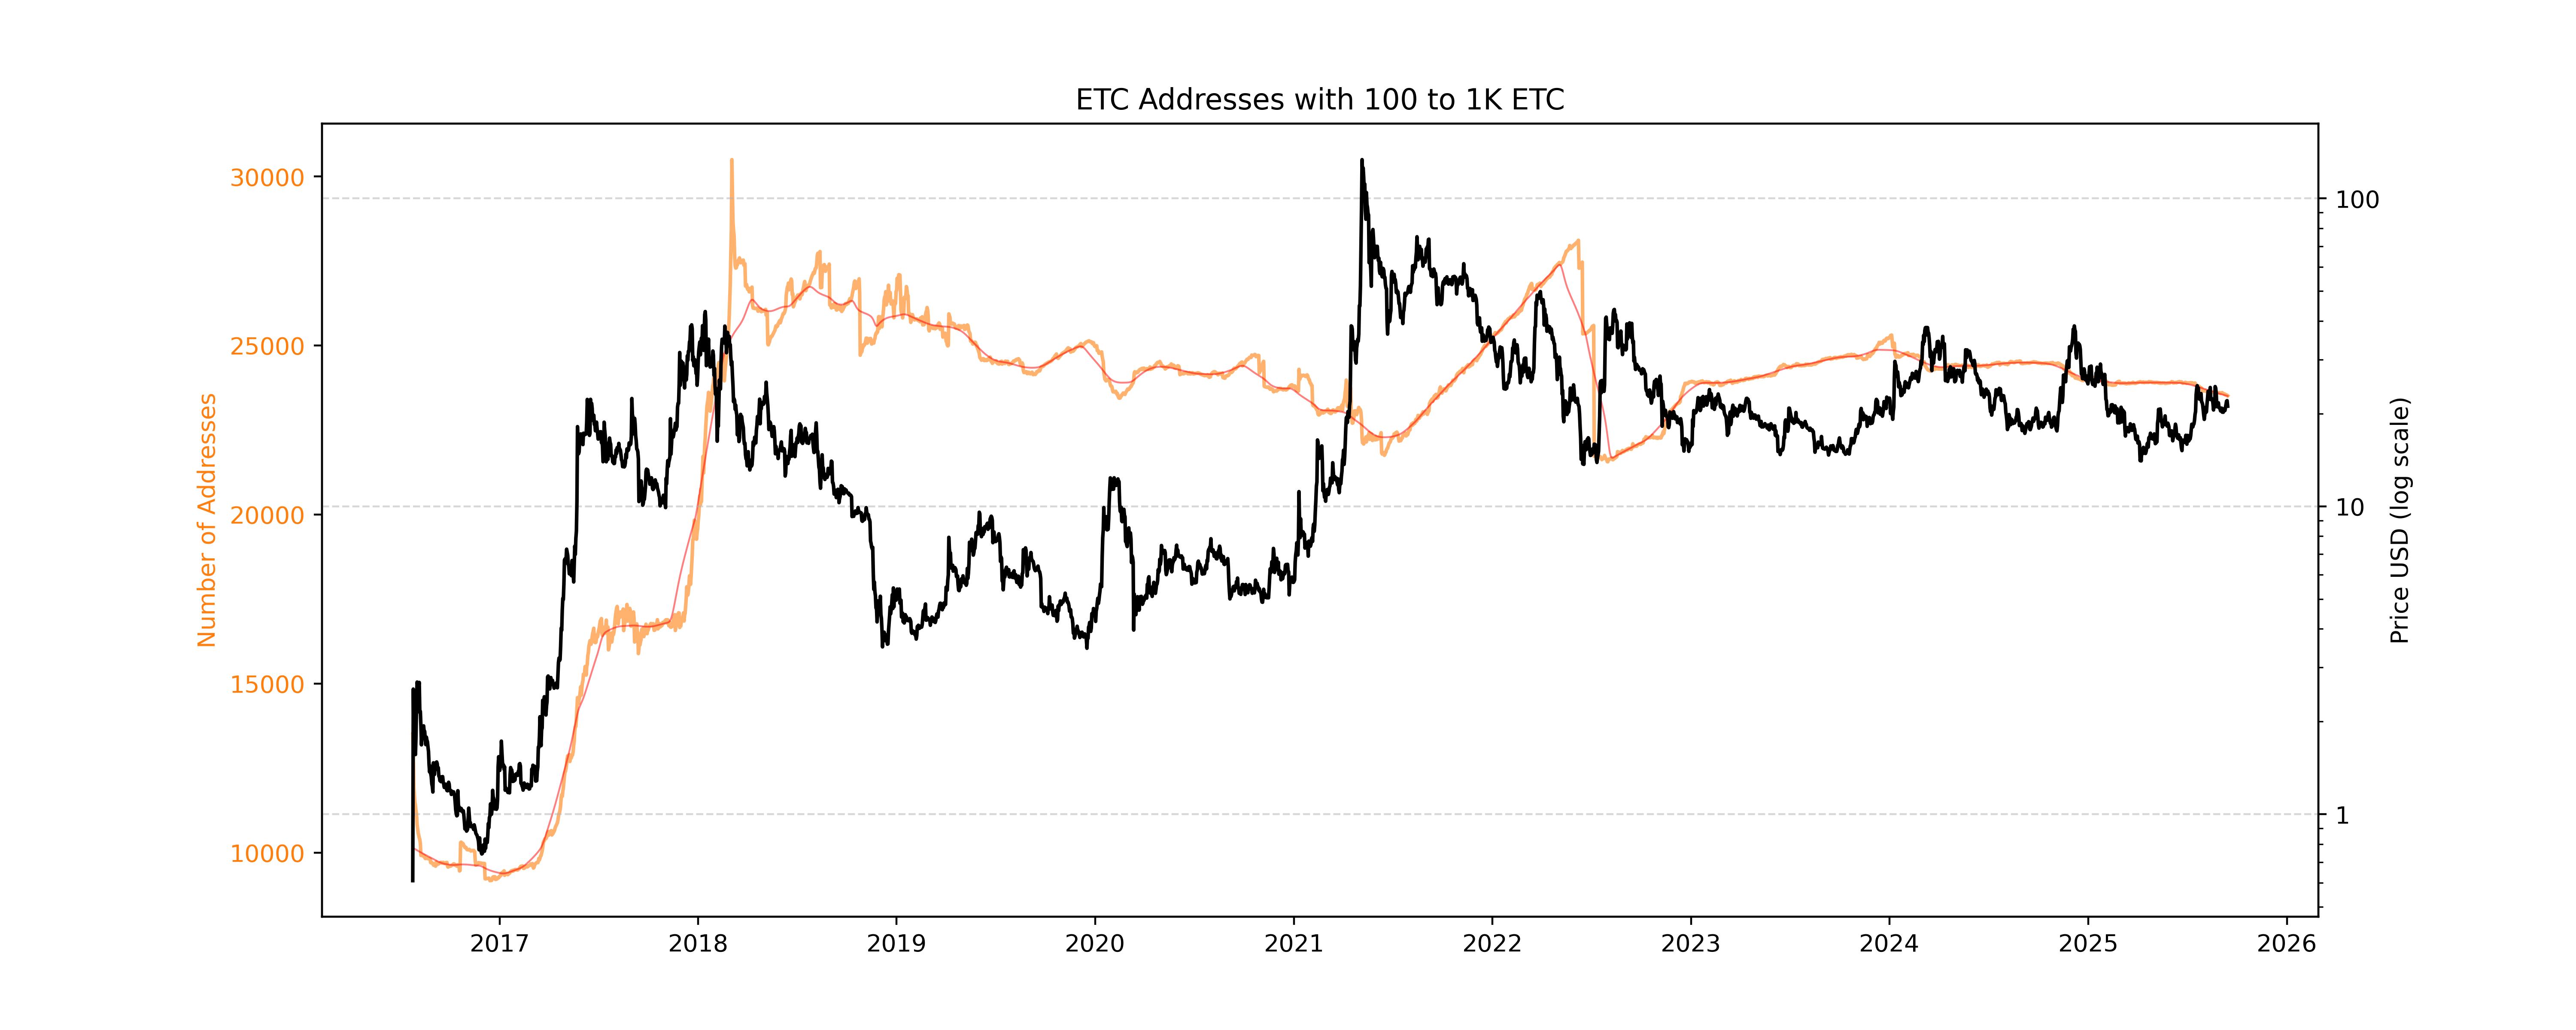 ETC Addresses with 100 to 1K ETC
Number of Addresses
30000
25000
20000
15000
10000
100
10
1
Price USD (log scale)
2017 2018 2019 2020 2021 2022 2023 2024 2025 2026